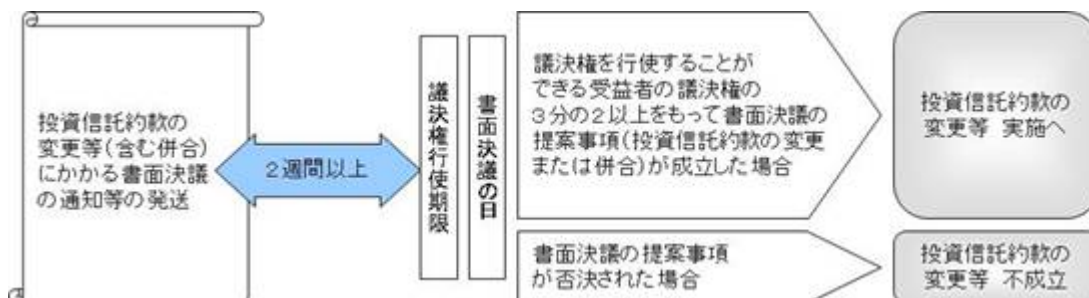 投資信託約款の
変更等(含む併合)
にかかる書面決議
の通知等の発送
2週間以上
議決権行使期限
書面決議の日
議決権を行使することが
できる受益者の議決権の
3分の2以上をもって書面決議の
提案事項(投資信託約款の変更
または併合)が成立した場合
投資信託約款の
変更等 実施へ
書面決議の提案事項
が否決された場合
投資信託約款の
変更等 不成立